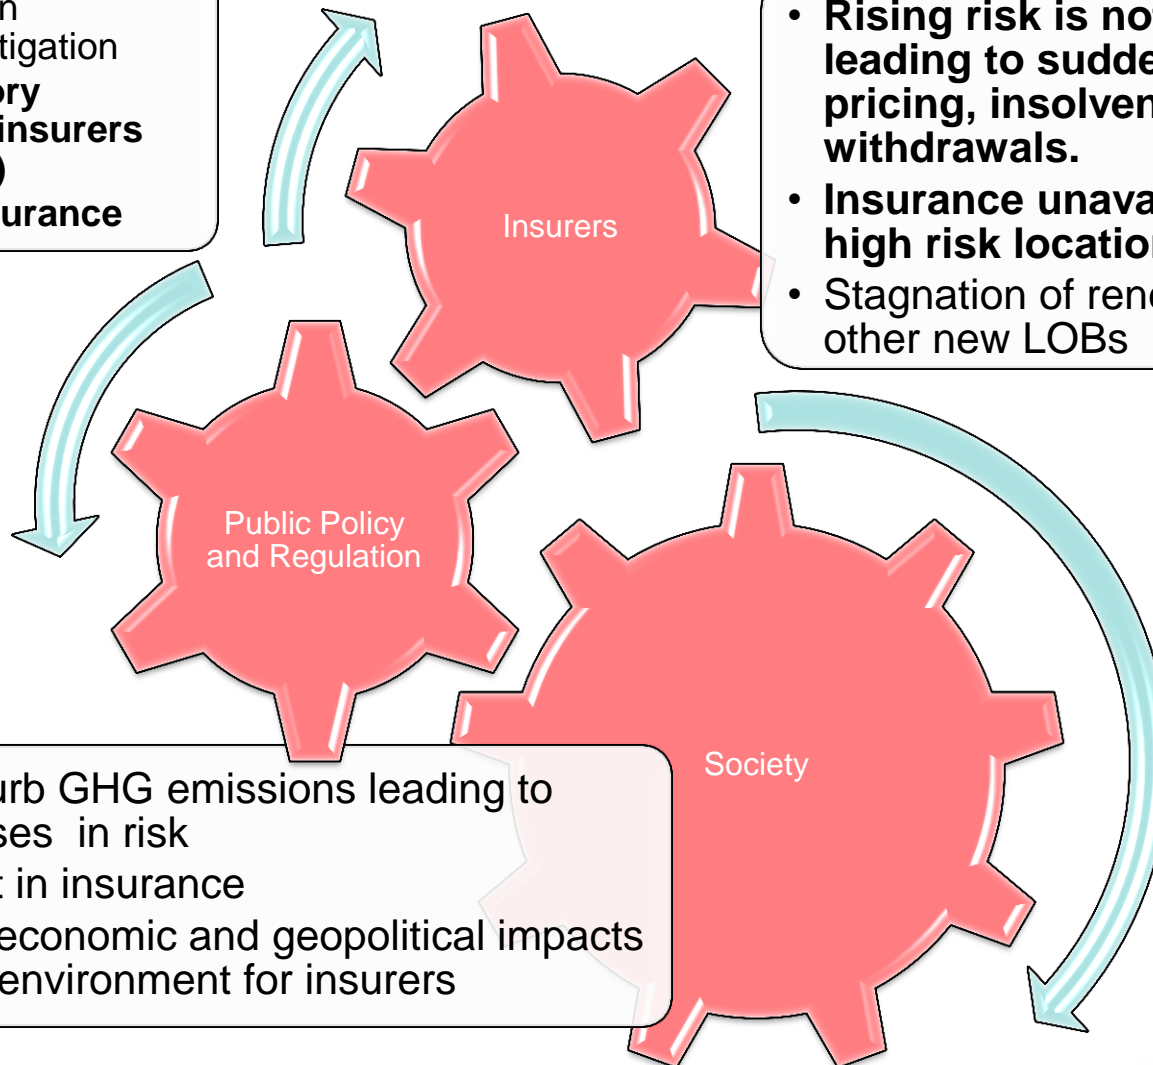 n
tigation
ory
insurers
)
surance
• Rising risk is no
leading to sudde
pricing, insolven
withdrawals.
• Insurance unava
high risk locatio
• Stagnation of ren
other new LOBs
Insurers
Public Policy
and Regulation
Society
urb GHG emissions leading to
ses in risk
t in insurance
economic and geopolitical impacts
environment for insurers